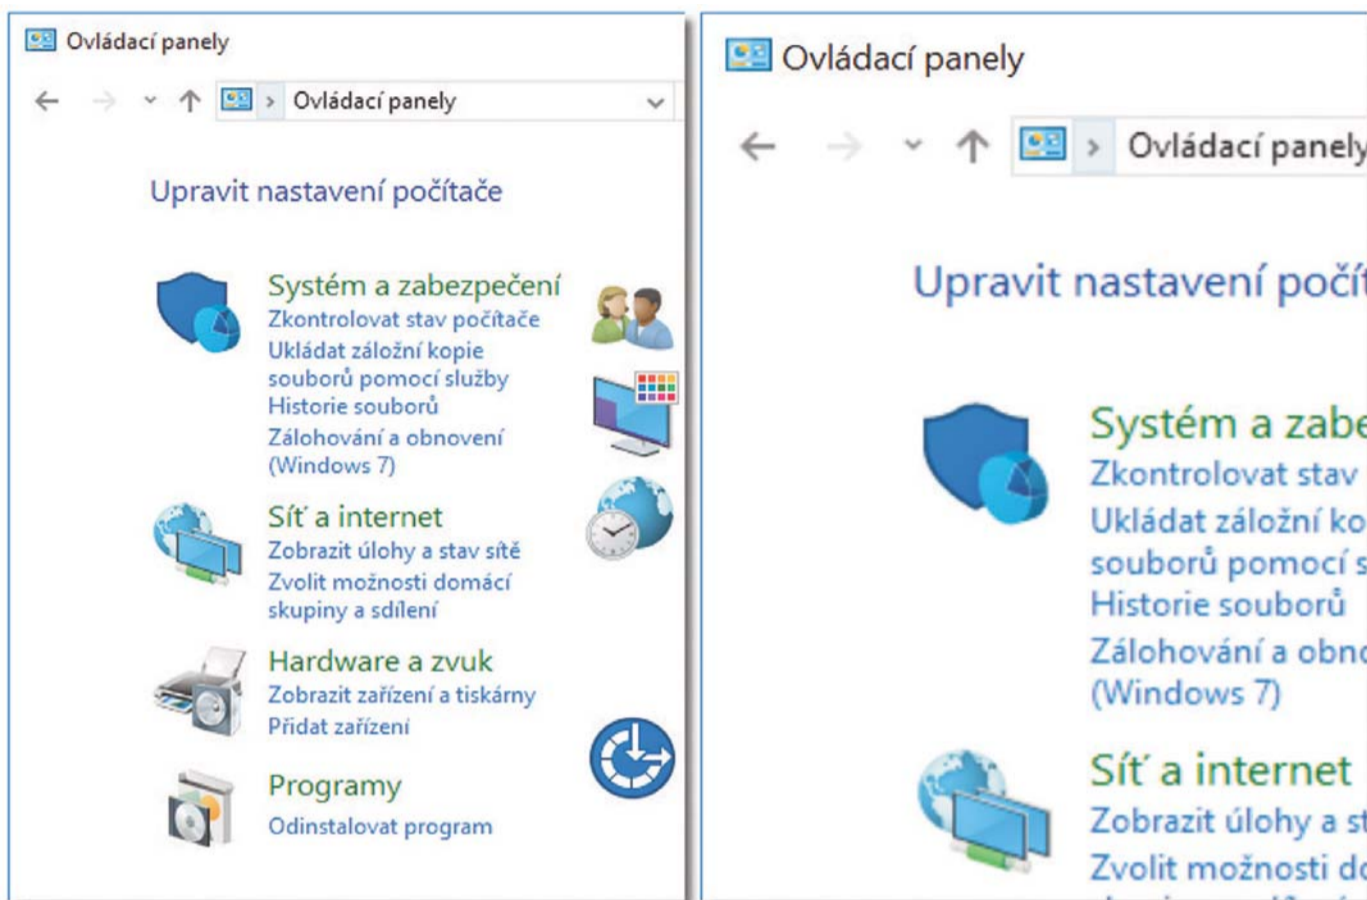 Ovládací panely
Ovládací panely
Upravit nastavení počítače
Systém a zabezpečení
Zkontrolovat stav počítače
Ukládat záložní kopie
souborů pomocí služby
Historie souborů
Zálohování a obnovení
(Windows 7)
Síť a internet
Zobrazit úlohy a stav sítě
Zvolit možnosti domácí
skupiny a sdílení
Hardware a zvuk
Zobrazit zařízení a tiskárny
Přidat zařízení
Programy
Odinstalovat program
Ovládací panely
Ovládací panely
Upravit nastavení počít
Systém a zabe
Zkontrolovat stav
Ukládat záložní ko
souborů pomocí s
Historie souborů
Zálohování a obno
(Windows 7)
Síť a internet
Zobrazit úlohy a st
Zvolit možnosti do